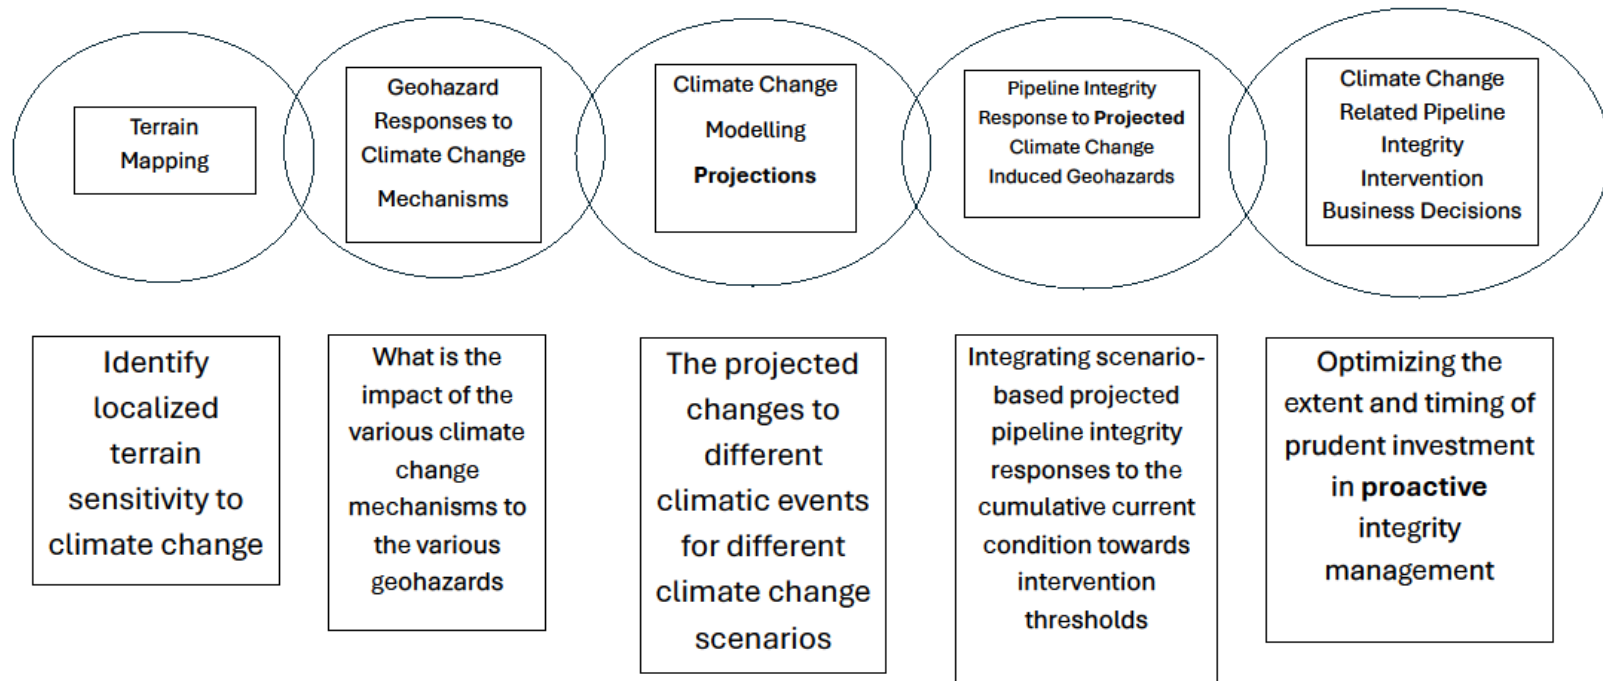 Terrain
Mapping
Geohazard
Responses to
Climate Change
Mechanisms
Climate Change
Modelling
Projections
Pipeline Integrity
Response to Projected
Climate Change
Induced Geohazards
Climate Change
Related Pipeline
Integrity
Intervention
Business Decisions
Identify
localized
terrain
sensitivity to
climate change
What is the
impact of the
various climate
change
mechanisms to
the various
geohazards
The projected
changes to
different
climatic events
for different
climate change
scenarios
Integrating scenario-
based projected
pipeline integrity
responses to the
cumulative current
condition towards
intervention
thresholds
Optimizing the
extent and timing of
prudent investment
in proactive
integrity
management